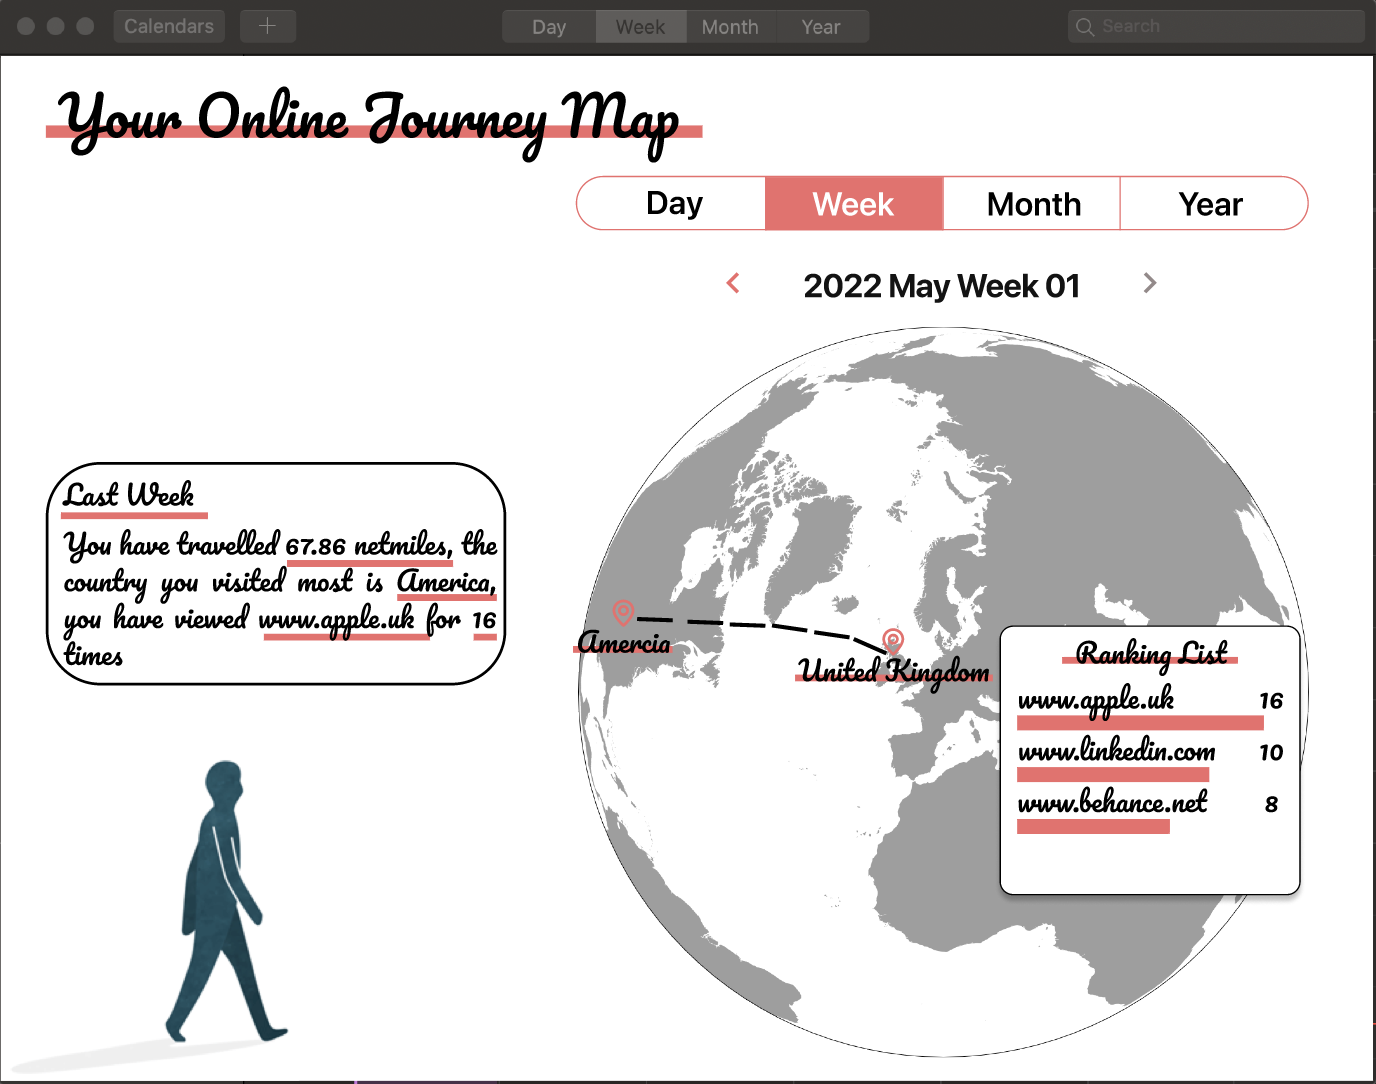 Calendars
Day Week Month Year
Search
Your Online Journey Map
Day Week Month Year
2022 May Week 01
Last Week
You have travelled 67.86 netmiles, the
country you visited most is America,
you have viewed www.apple.uk for 16
times
Amercia
United Kingdom
Ranking List
www.apple.uk 16
www.linkedin.com 10
www.behance.net 8